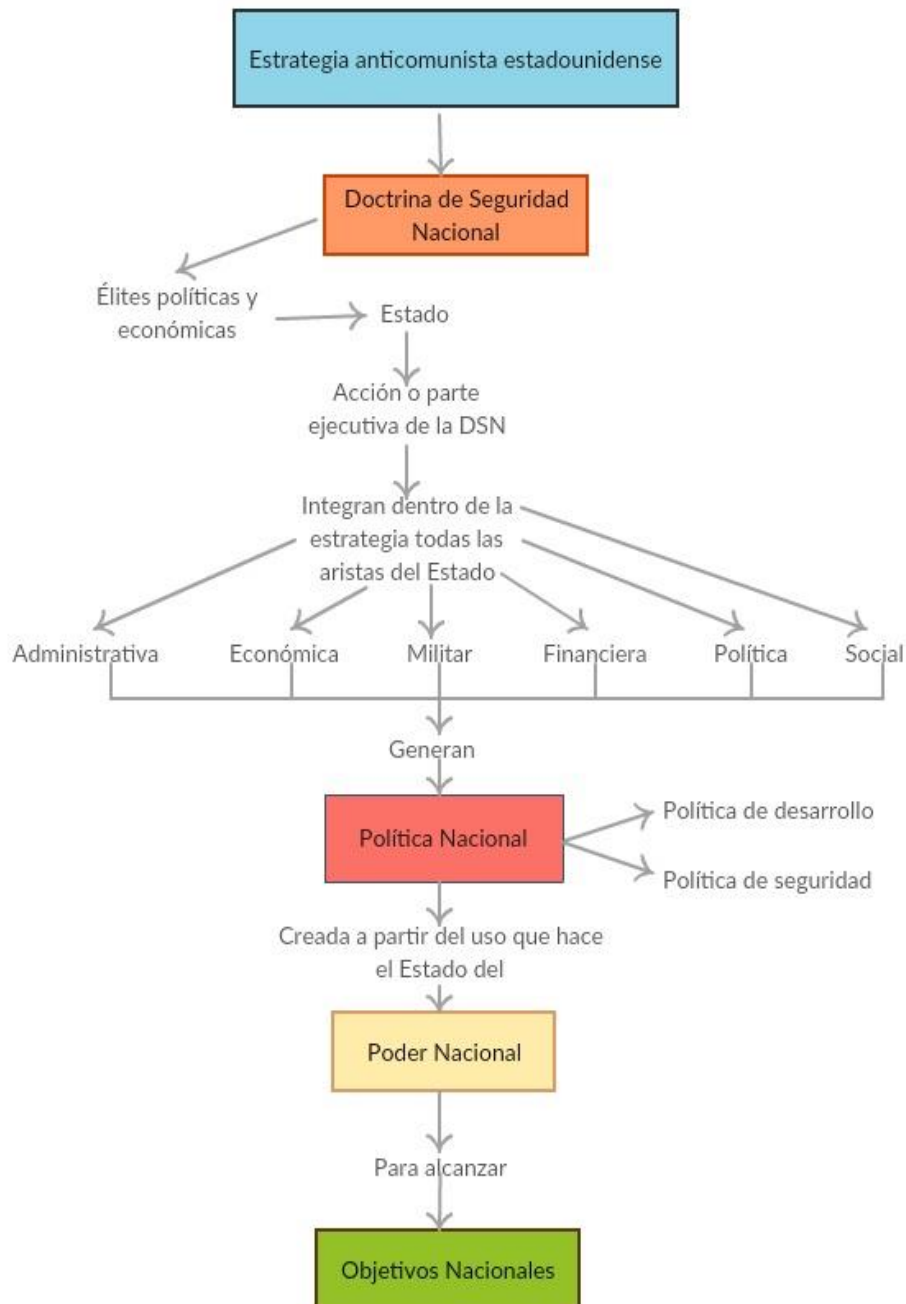 Estrategia anticomunista estadounidense
Doctrina de Seguridad
Nacional
Élites políticas y
económicas
Estado
Acción o parte
ejecutiva de la DSN
Integran dentro de la
estrategia todas las
aristas del Estado
Administrativa
Económica
Militar
Financiera
Política
Social
Generan
Política Nacional
Política de desarrollo
Política de seguridad
Creada a partir del uso que hace
el Estado del
Poder Nacional
Para alcanzar
Objetivos Nacionales